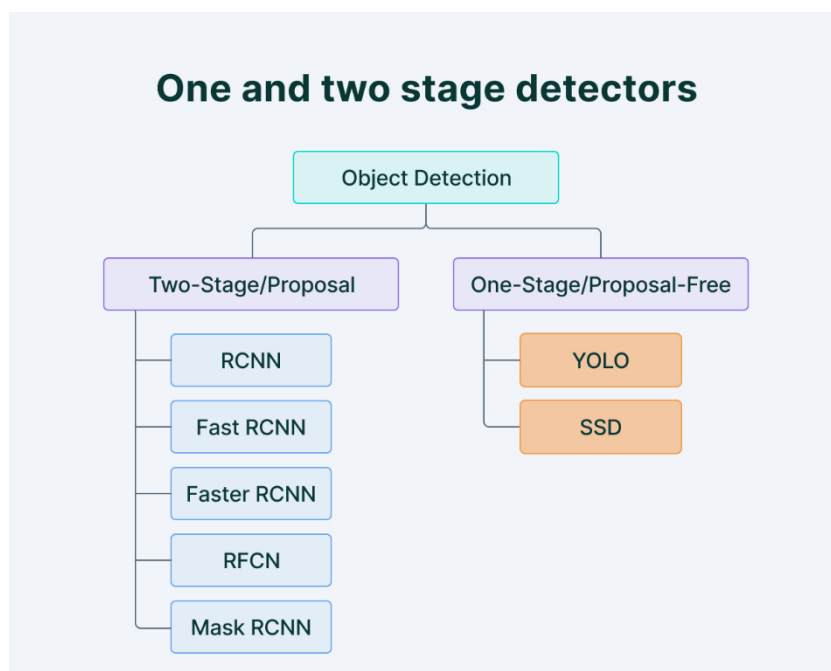 One and two stage detectors
Object Detection
Two-Stage/Proposal
One-Stage/Proposal-Free
RCNN
YOLO
Fast RCNN
SSD
Faster RCNN
RFCN
Mask RCNN